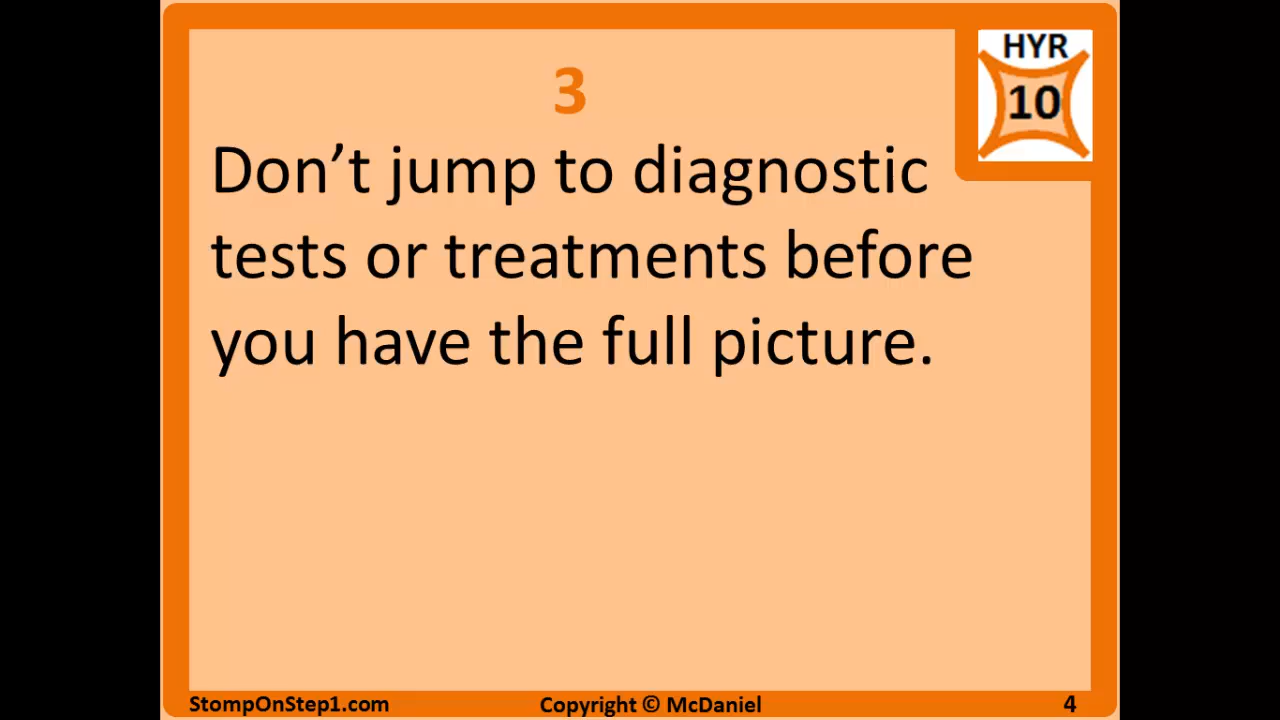 HYR
10
3
Don’t jump to diagnostic
tests or treatments before
you have the full picture.
StompOnStep1.com
Copyright © McDaniel
4